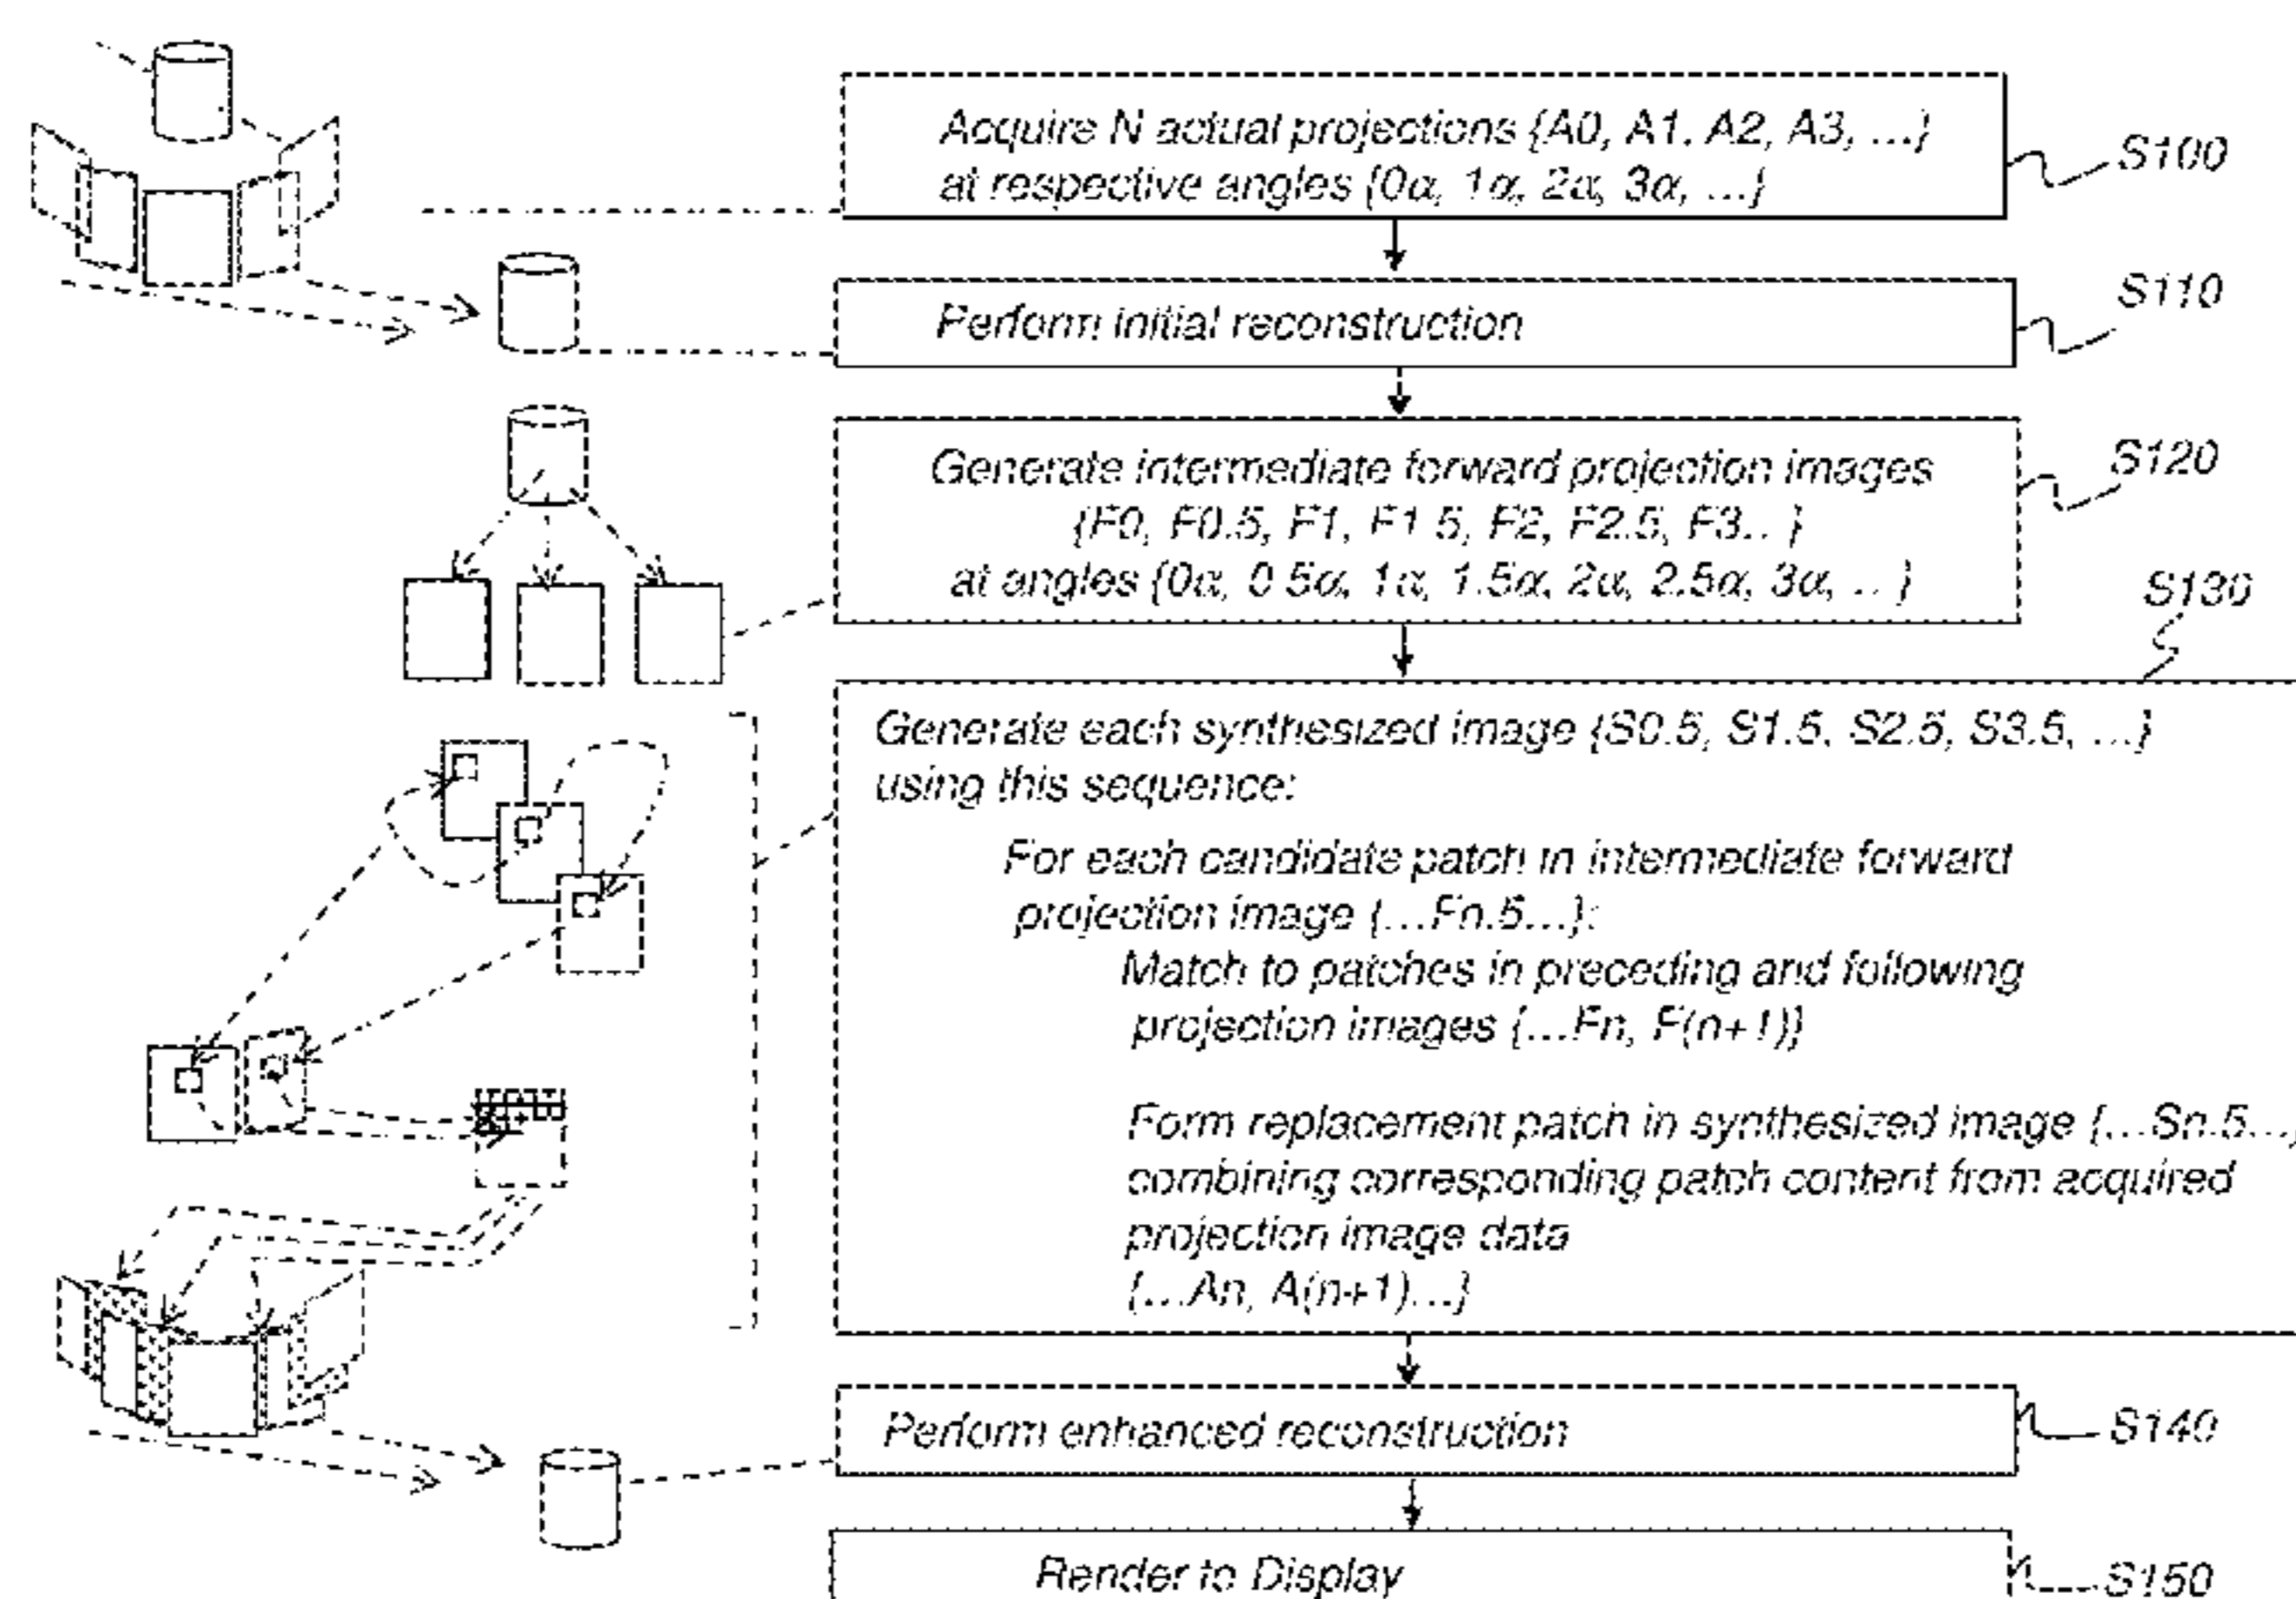 Acquire N actual projections {A0, A1, A2, A3, ...}
at respective angles {0α, 1α, 2α, 3α, ...}
S100
Perform initial reconstruction
S110
Generate intermediate forward projection images
{F0, F0.5, F1, F1.5, F2, F2.5, F3.. }
at angles {0α, 0.5α, 1α, 1.5α, 2α, 2.5α, 3α, .. }
S120
S130
Generate each synthesized image {S0.5, S1.5, S2.5, S3.5, ...}
using this sequence:
For each candidate patch in intermediate forward
projection image {...Fn.5...}:
Match to patches in preceding and following
projection images {...Fn, F(n+1)}
Form replacement patch in synthesized image {...Sn.5...}
combining corresponding patch content from acquired
projection image data
{...An, A(n+1)...}
Perform enhanced reconstruction
S140
Render to Display
S150